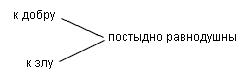 к добру
постыдно равнодушны
к злу